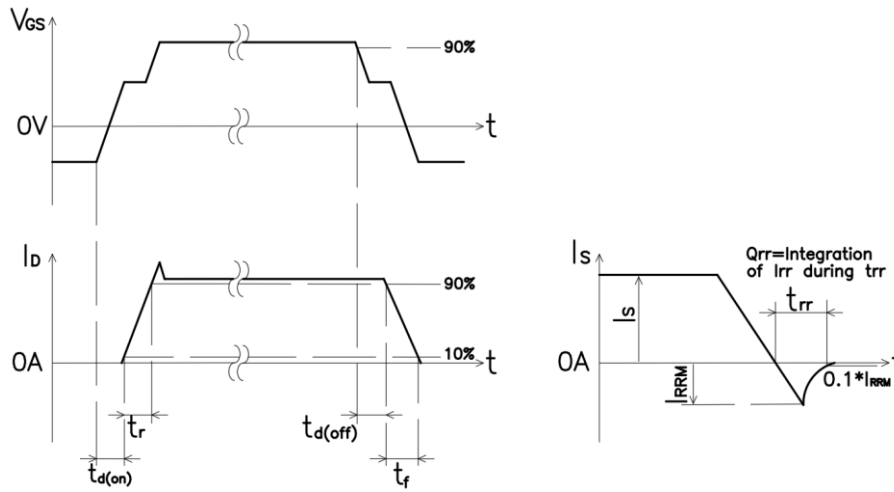 VGS
90%
0V
t
ID
90%
10%
0A
t
tr
td(on)
td(off)
tf
IS
Qrr=Integration
of Irr during trr
trr
IS
0A
t
IRRM
0.1*IRRM